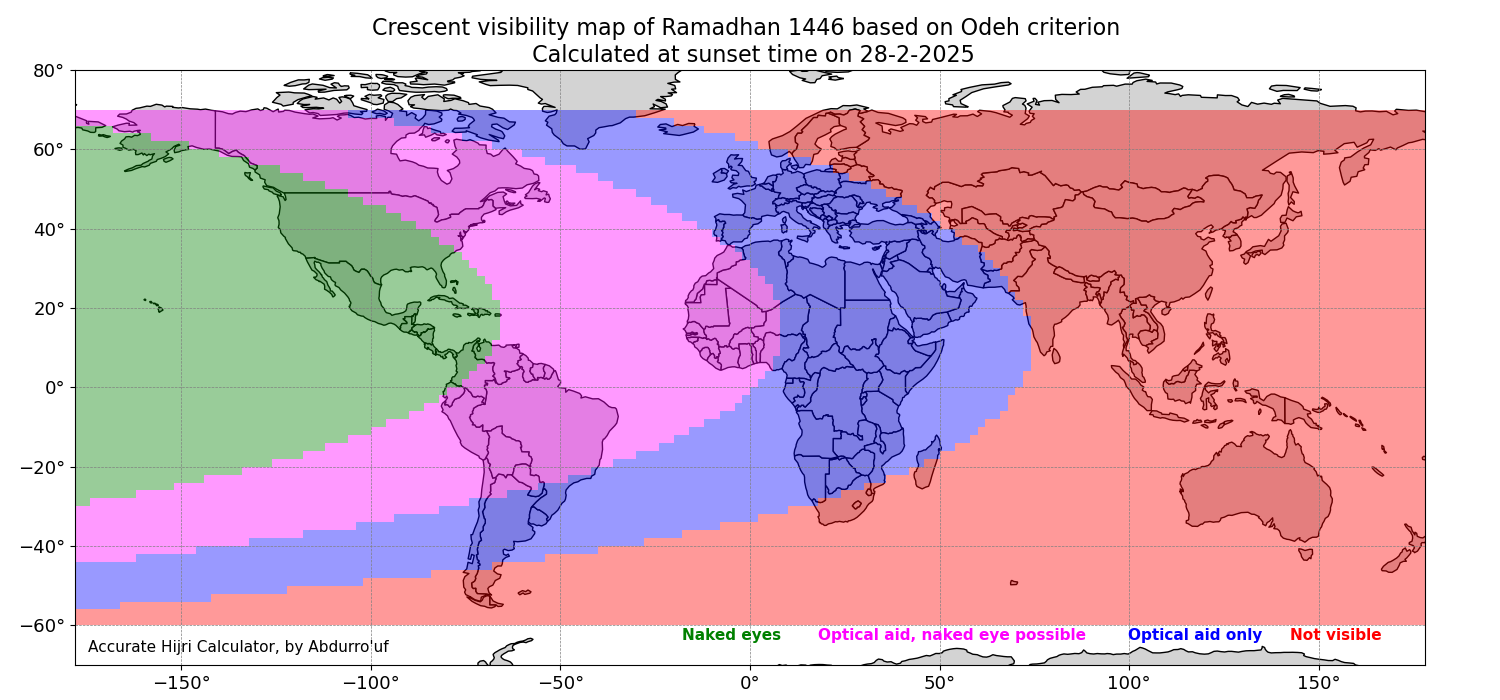 Crescent visibility map of Ramadhan 1446 based on Odeh criterion
Calculated at sunset time on 28-2-2025
80°
60°
40°
20°
0°
−20°
−40°
−60°
Accurate Hijri Calculator, by Abdurro'uf
Naked eyes Optical aid, naked eye possible Optical aid only Not visible
−150° −100° −50° 0° 50° 100° 150°